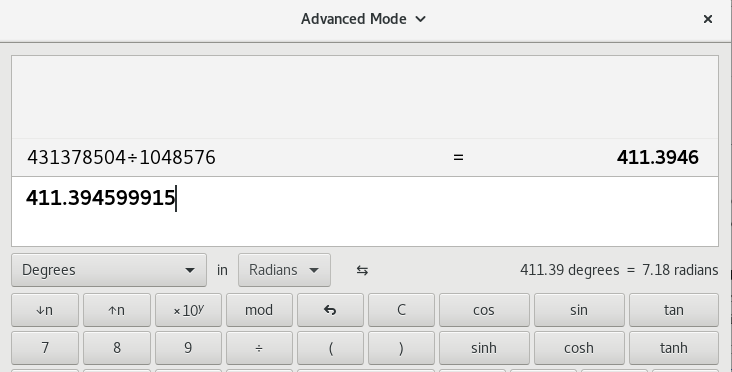 Advanced Mode
431378504÷1048576 = 411.3946
411.394599915
Degrees in Radians 411.39 degrees = 7.18 radians
↓n ↑n ×10ʸ mod C cos sin tan
7 8 9 ÷ ( ) sinh cosh tanh